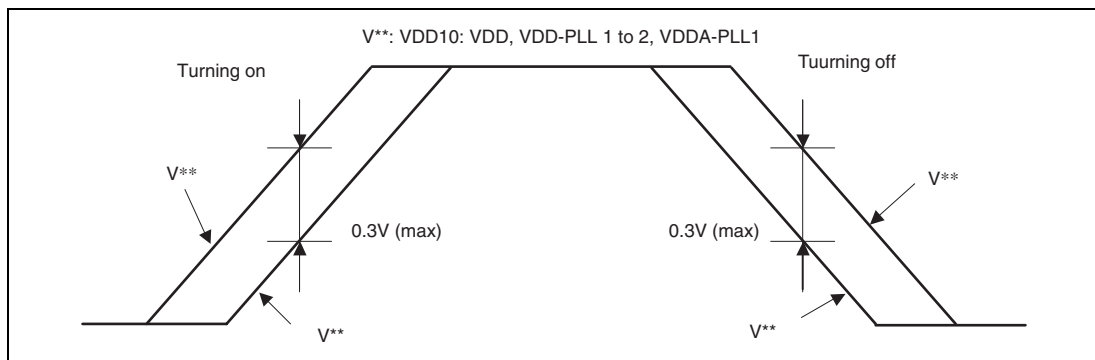 V**: VDD10: VDD, VDD-PLL 1 to 2, VDDA-PLL1
Turning on
Tuurning off
V**
V**
0.3V (max)
0.3V (max)
V**
V**